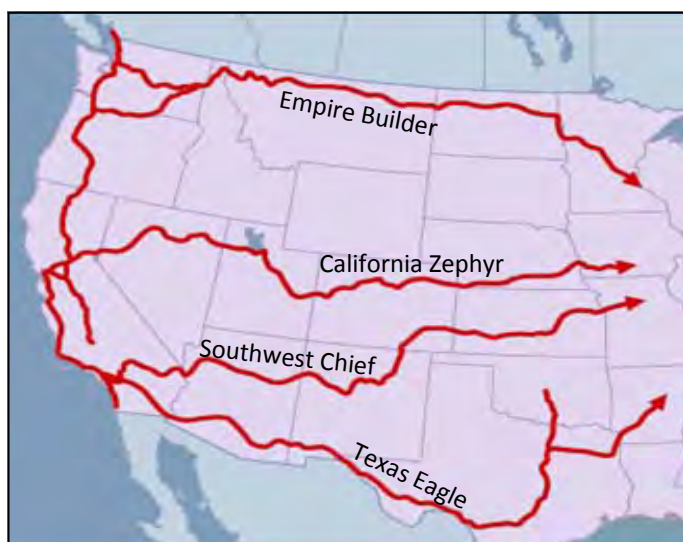 Empire Builder
California Zephyr
Southwest Chief
Texas Eagle